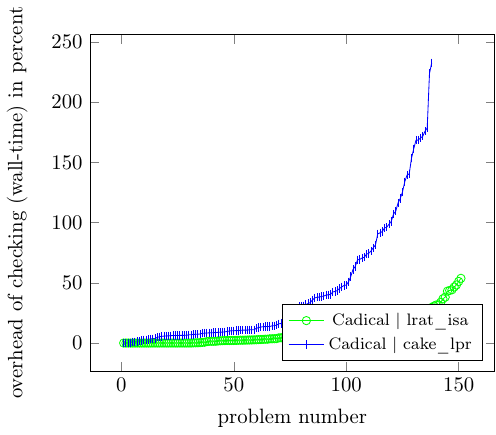 overhead of checking (wall-time) in percent
250
200
150
100
50
0
0
50
100
150
problem number
Cadical | lrat_isa
Cadical | cake_lpr